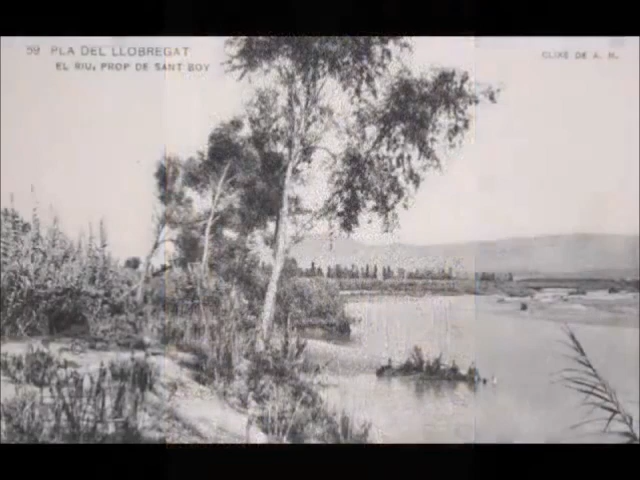 59 PLA DEL LLOBREGAT
EL RIU, PROP DE SANT BOY
CLIXÉ DE A. M.